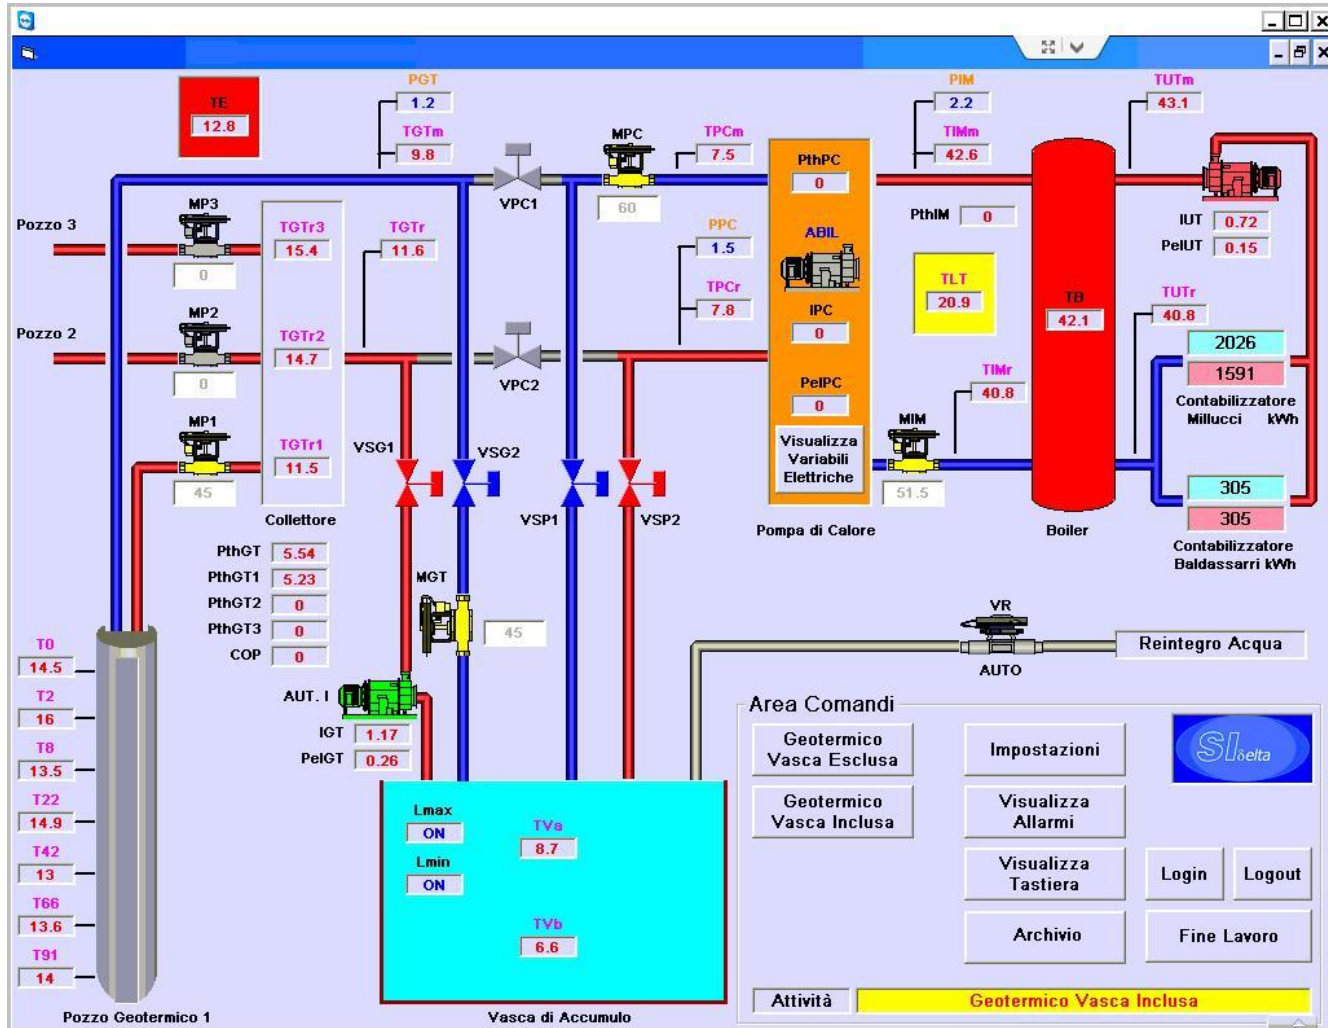 TE
12.8
PGT
1.2
TGTm
9.8
MPC
60
TPCm
7.5
PIM
2.2
TIMm
42.6
TUTm
43.1
VPC1
Pozzo 3
MP3
0
TGTr3
15.4
TGTr
11.6
PPC
1.5
TPCr
7.8
PthPC
0
ABIL
IPC
0
PelPC
0
Visualizza
Variabili
Elettriche
Pompa di Calore
PthIM
0
TLT
20.9
TB
42.1
Boiler
IUT
0.72
PelUT
0.15
TUTr
40.8
2026
1591
Contabilizzatore
Millucci kWh
305
305
Contabilizzatore
Baldassarri kWh
TIMr
40.8
MIM
51.5
Pozzo 2
MP2
0
TGTr2
14.7
VPC2
MP1
45
TGTr1
11.5
Collettore
VSG1
VSG2
VSP1
VSP2
PthGT
5.54
PthGT1
5.23
PthGT2
0
PthGT3
0
COP
0
MGT
45
AUT. I
IGT
1.17
PelGT
0.26
VR
AUTO
Reintegro Acqua
T0
14.5
T2
16
T8
13.5
T22
14.9
T42
13
T66
13.6
T91
14
Pozzo Geotermico 1
Lmax
ON
Lmin
ON
TVa
8.7
TVb
6.6
Vasca di Accumulo
Area Comandi
Geotermico
Vasca Esclusa
Geotermico
Vasca Inclusa
Impostazioni
Visualizza
Allarmi
Visualizza
Tastiera
Archivio
SIdelta
Login
Logout
Fine Lavoro
Attività
Geotermico Vasca Inclusa